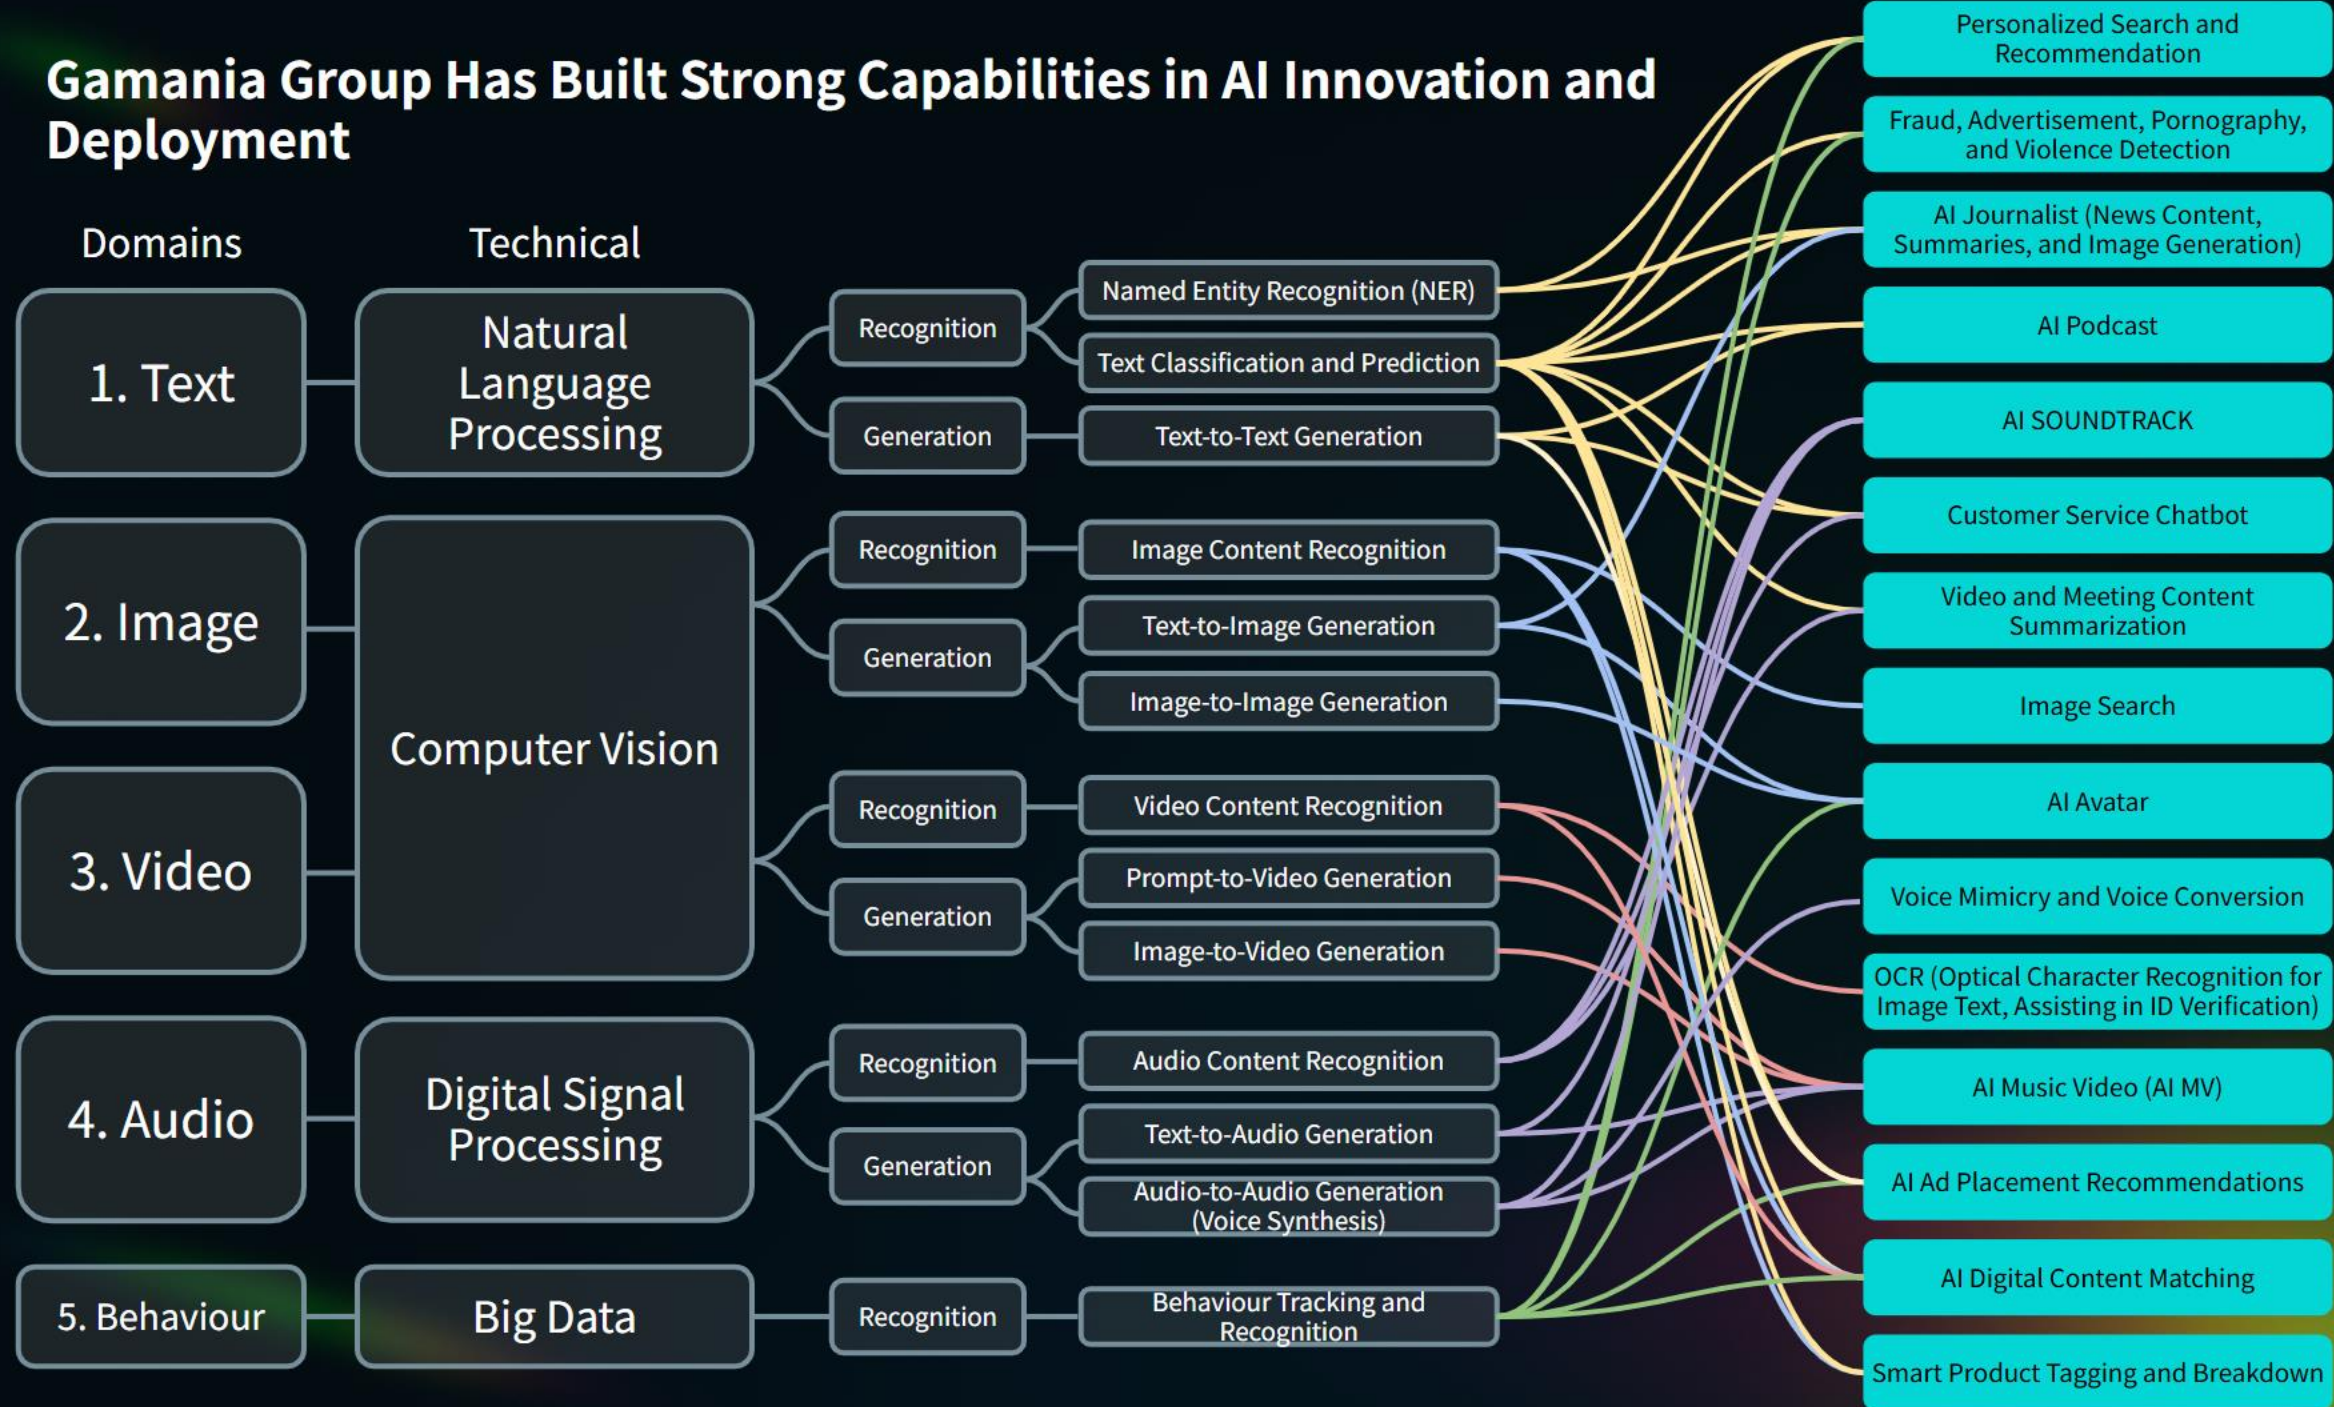 Gamania Group Has Built Strong Capabilities in AI Innovation and
Deployment
Domains
Technical
1. Text
Natural
Language
Processing
Recognition
Named Entity Recognition (NER)
Text Classification and Prediction
Generation
Text-to-Text Generation
2. Image
Computer Vision
Recognition
Image Content Recognition
Generation
Text-to-Image Generation
Image-to-Image Generation
3. Video
Recognition
Video Content Recognition
Generation
Prompt-to-Video Generation
Image-to-Video Generation
4. Audio
Digital Signal
Processing
Recognition
Audio Content Recognition
Generation
Text-to-Audio Generation
Audio-to-Audio Generation
(Voice Synthesis)
5. Behaviour
Big Data
Recognition
Behaviour Tracking and
Recognition
Personalized Search and
Recommendation
Fraud, Advertisement, Pornography,
and Violence Detection
AI Journalist (News Content,
Summaries, and Image Generation)
AI Podcast
AI SOUNDTRACK
Customer Service Chatbot
Video and Meeting Content
Summarization
Image Search
AI Avatar
Voice Mimicry and Voice Conversion
OCR (Optical Character Recognition for
Image Text, Assisting in ID Verification)
AI Music Video (AI MV)
AI Ad Placement Recommendations
AI Digital Content Matching
Smart Product Tagging and Breakdown